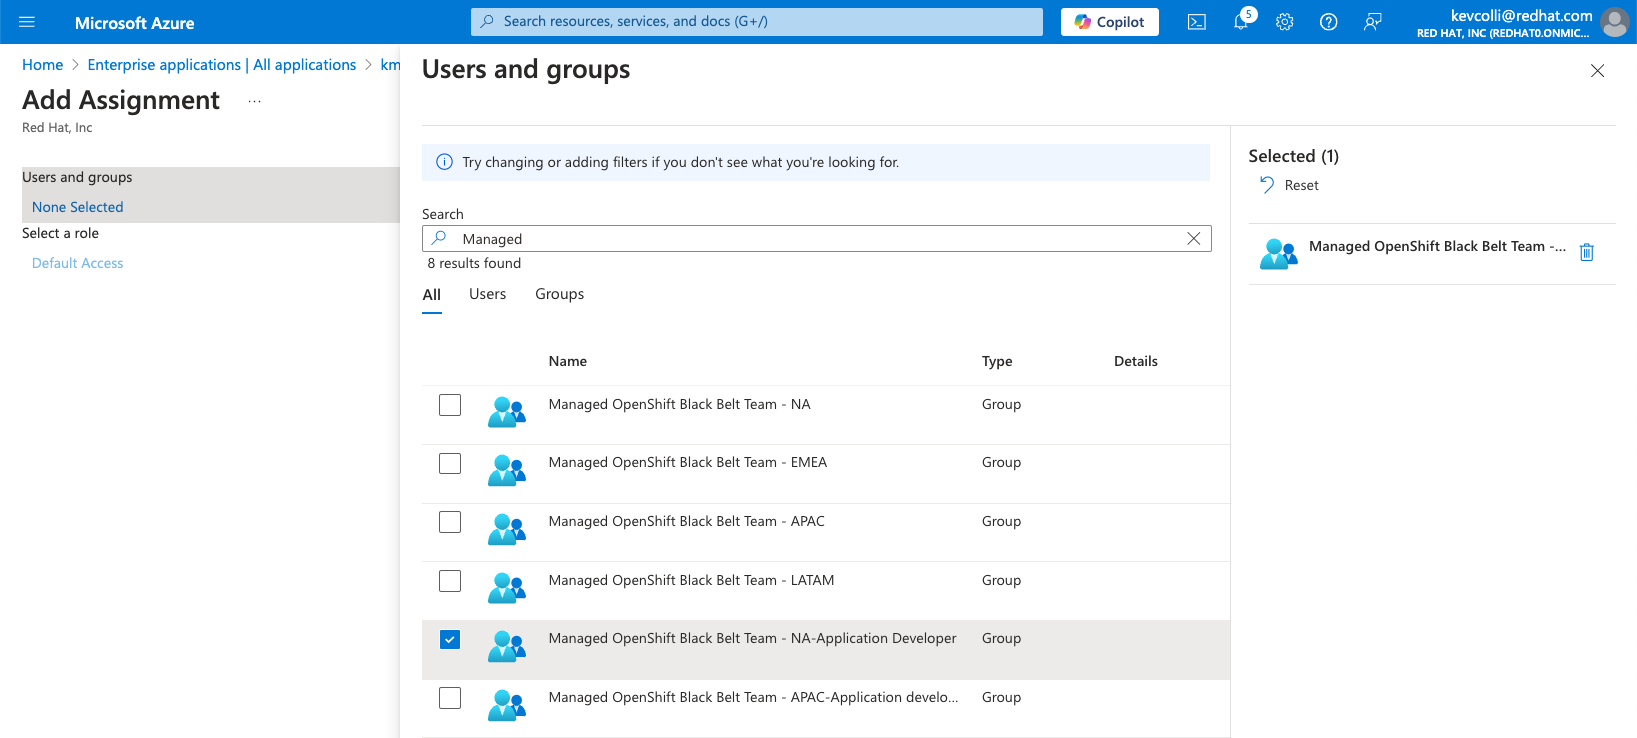 Microsoft Azure
Search resources, services, and docs (G+/)
Copilot
5
kevcolli@redhat.com
RED HAT, INC (REDHAT0.ONMIC...
Home > Enterprise applications | All applications > km
Add Assignment ...
Red Hat, Inc
Users and groups
None Selected
Select a role
Default Access
Users and groups
Try changing or adding filters if you don't see what you're looking for.
Search
Managed
8 results found
All Users Groups
Name Type Details
Managed OpenShift Black Belt Team - NA Group
Managed OpenShift Black Belt Team - EMEA Group
Managed OpenShift Black Belt Team - APAC Group
Managed OpenShift Black Belt Team - LATAM Group
Managed OpenShift Black Belt Team - NA-Application Developer Group
Managed OpenShift Black Belt Team - APAC-Application develo... Group
Selected (1)
Reset
Managed OpenShift Black Belt Team -...